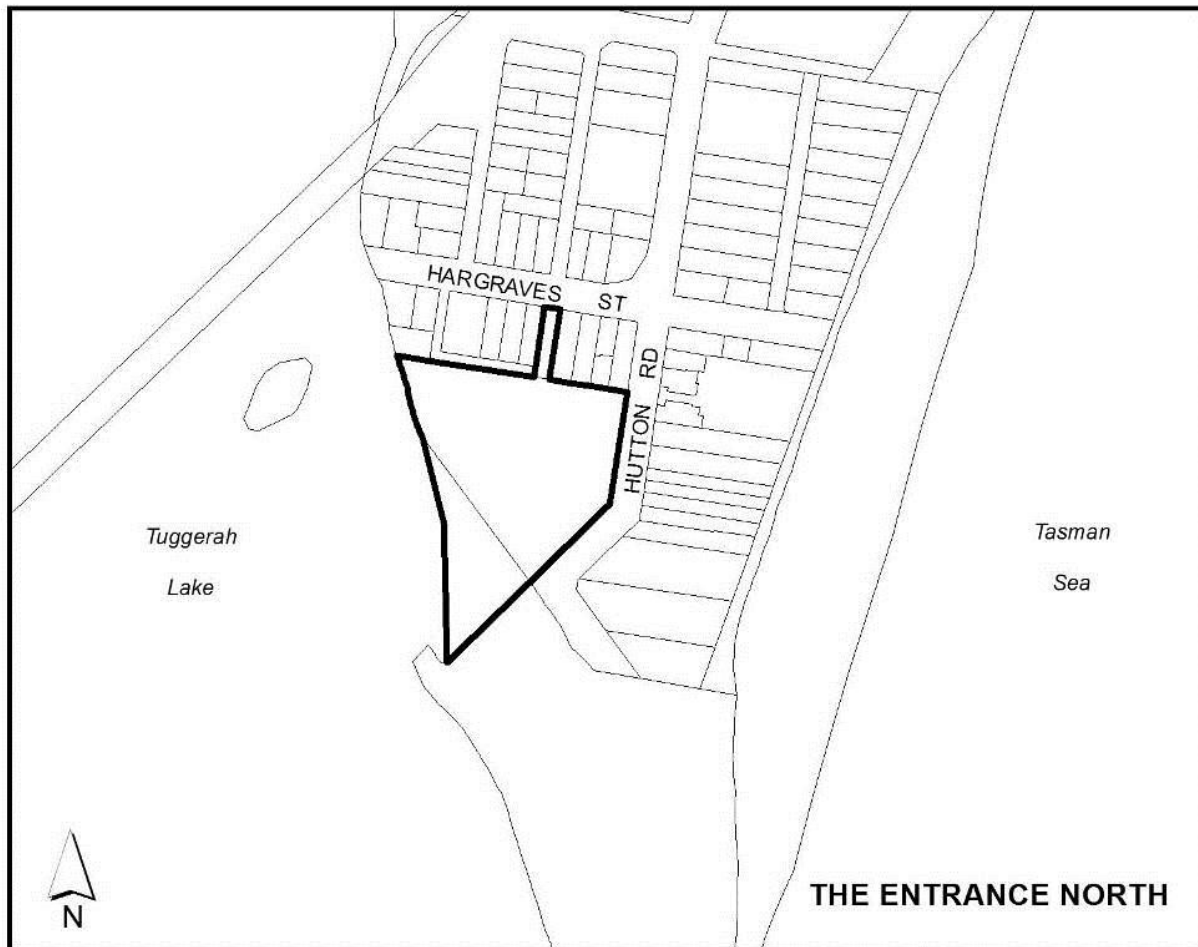 HARGRAVES ST
HUTTON RD
Tuggerah
Lake
Tasman
Sea
N
THE ENTRANCE NORTH